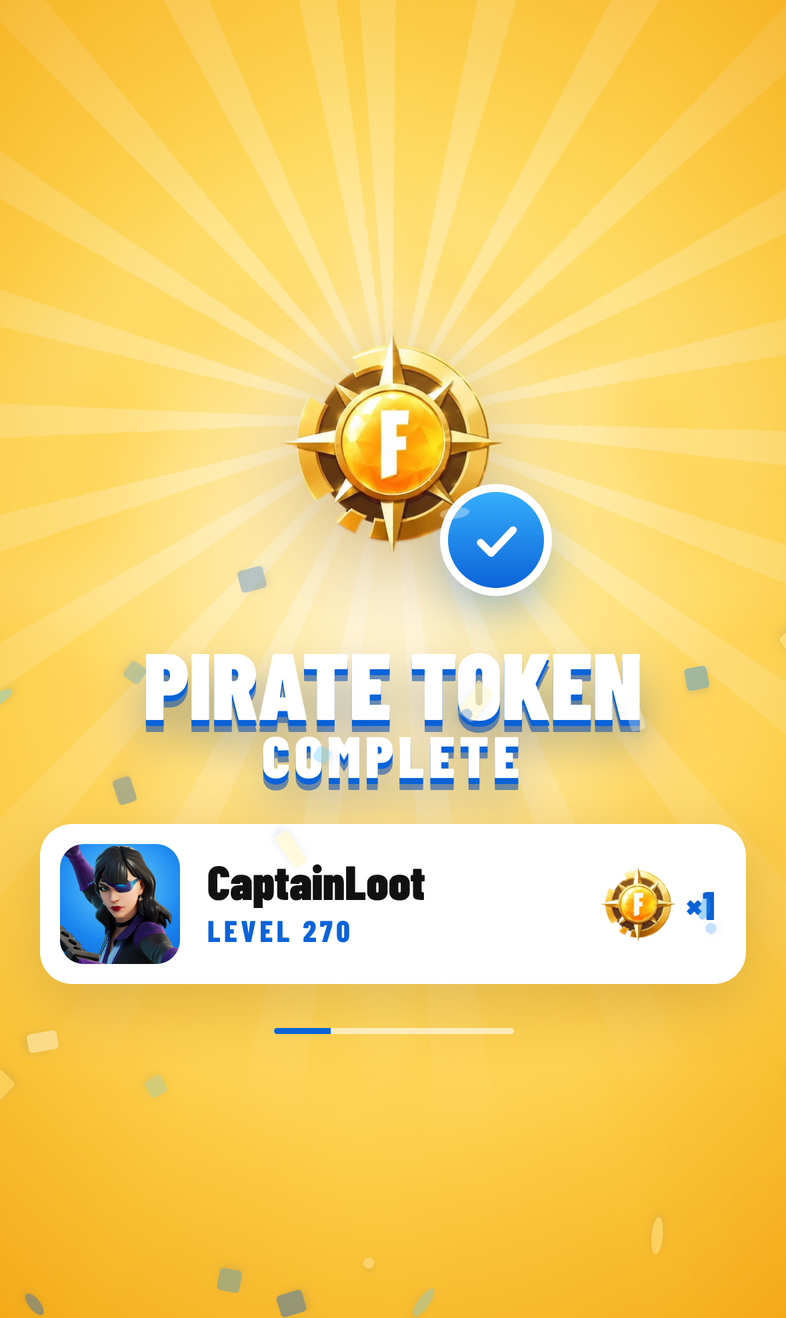 F
PIRATE TOKEN
COMPLETE
CaptainLoot
LEVEL 270
F
×1